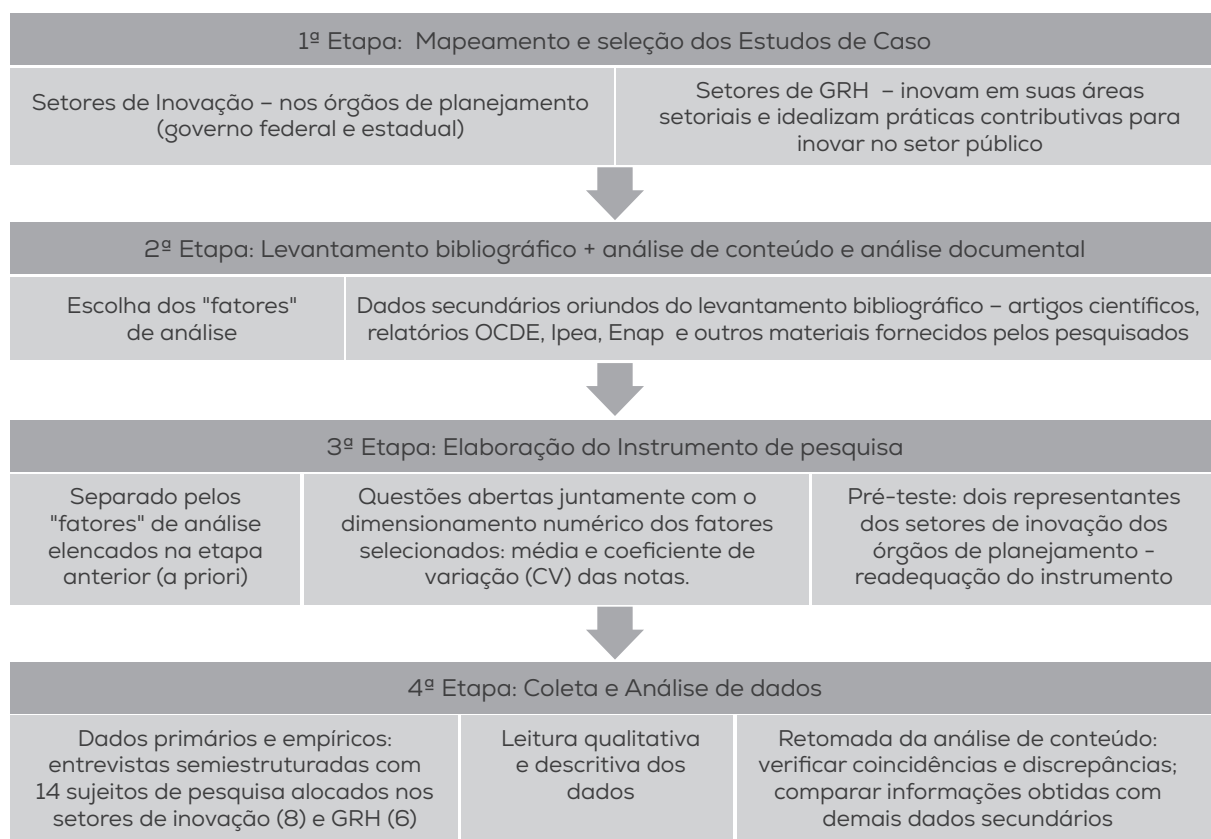 1ª Etapa: Mapeamento e seleção dos Estudos de Caso
Setores de Inovação – nos órgãos de planejamento
(governo federal e estadual)
Setores de GRH – inovam em suas áreas
setoriais e idealizam práticas contributivas para
inovar no setor público
2ª Etapa: Levantamento bibliográfico + análise de conteúdo e análise documental
Escolha dos "fatores"
de análise
Dados secundários oriundos do levantamento bibliográfico – artigos científicos,
relatórios OCDE, Ipea, Enap e outros materiais fornecidos pelos pesquisados
3ª Etapa: Elaboração do Instrumento de pesquisa
Separado pelos
"fatores" de análise
elencados na etapa
anterior (a priori)
Questões abertas juntamente com o
dimensionamento numérico dos fatores
selecionados: média e coeficiente de
variação (CV) das notas.
Pré-teste: dois representantes
dos setores de inovação dos
órgãos de planejamento -
readequação do instrumento
4ª Etapa: Coleta e Análise de dados
Dados primários e empíricos:
entrevistas semiestruturadas com
14 sujeitos de pesquisa alocados nos
setores de inovação (8) e GRH (6)
Leitura qualitativa
e descritiva dos
dados
Retomada da análise de conteúdo:
verificar coincidências e discrepâncias;
comparar informações obtidas com
demais dados secundários